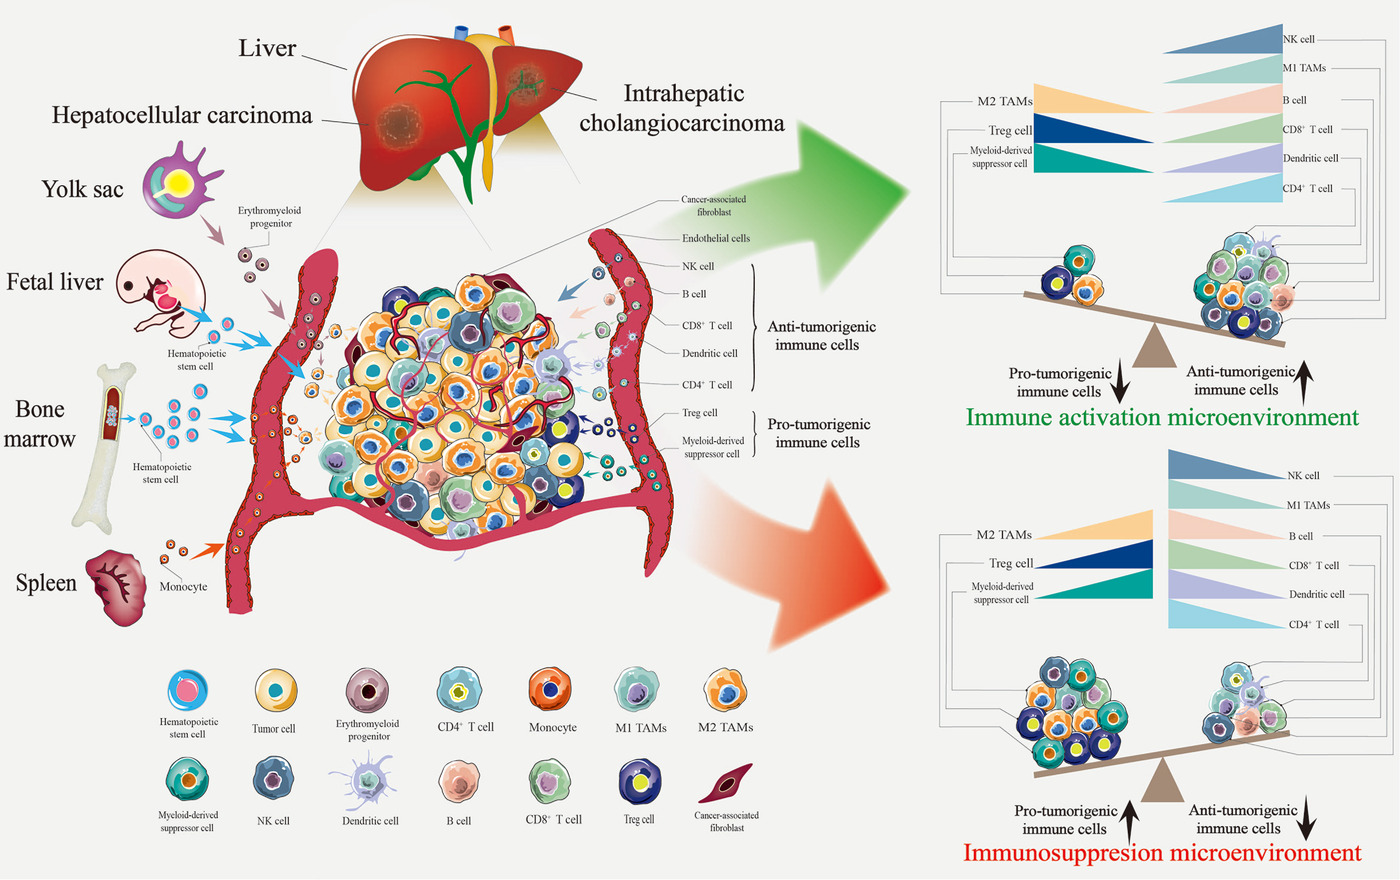 Liver
Hepatocellular carcinoma
Intrahepatic
cholangiocarcinoma
Yolk sac
Erythromyeloid
progenitor
Fetal liver
Hematopoietic
stem cell
Bone
marrow
Hematopoietic
stem cell
Spleen
Monocyte
Cancer-associated
fibroblast
Endothelial cells
NK cell
B cell
CD8+ T cell
Dendritic cell
CD4+ T cell
Anti-tumorigenic
immune cells
Treg cell
Myeloid-derived
suppressor cell
Pro-tumorigenic
immune cells
Hematopoietic
stem cell
Tumor cell
Erythromyeloid
progenitor
CD4+ T cell
Monocyte
M1 TAMs
M2 TAMs
Myeloid-derived
suppressor cell
NK cell
Dendritic cell
B cell
CD8+ T cell
Treg cell
Cancer-associated
fibroblast
M2 TAMs
Treg cell
Myeloid-derived
suppressor cell
NK cell
M1 TAMs
B cell
CD8+ T cell
Dendritic cell
CD4+ T cell
Pro-tumorigenic
immune cells
Anti-tumorigenic
immune cells
Immune activation microenvironment
M2 TAMs
Treg cell
Myeloid-derived
suppressor cell
NK cell
M1 TAMs
B cell
CD8+ T cell
Dendritic cell
CD4+ T cell
Pro-tumorigenic
immune cells
Anti-tumorigenic
immune cells
Immunosuppresion microenvironment